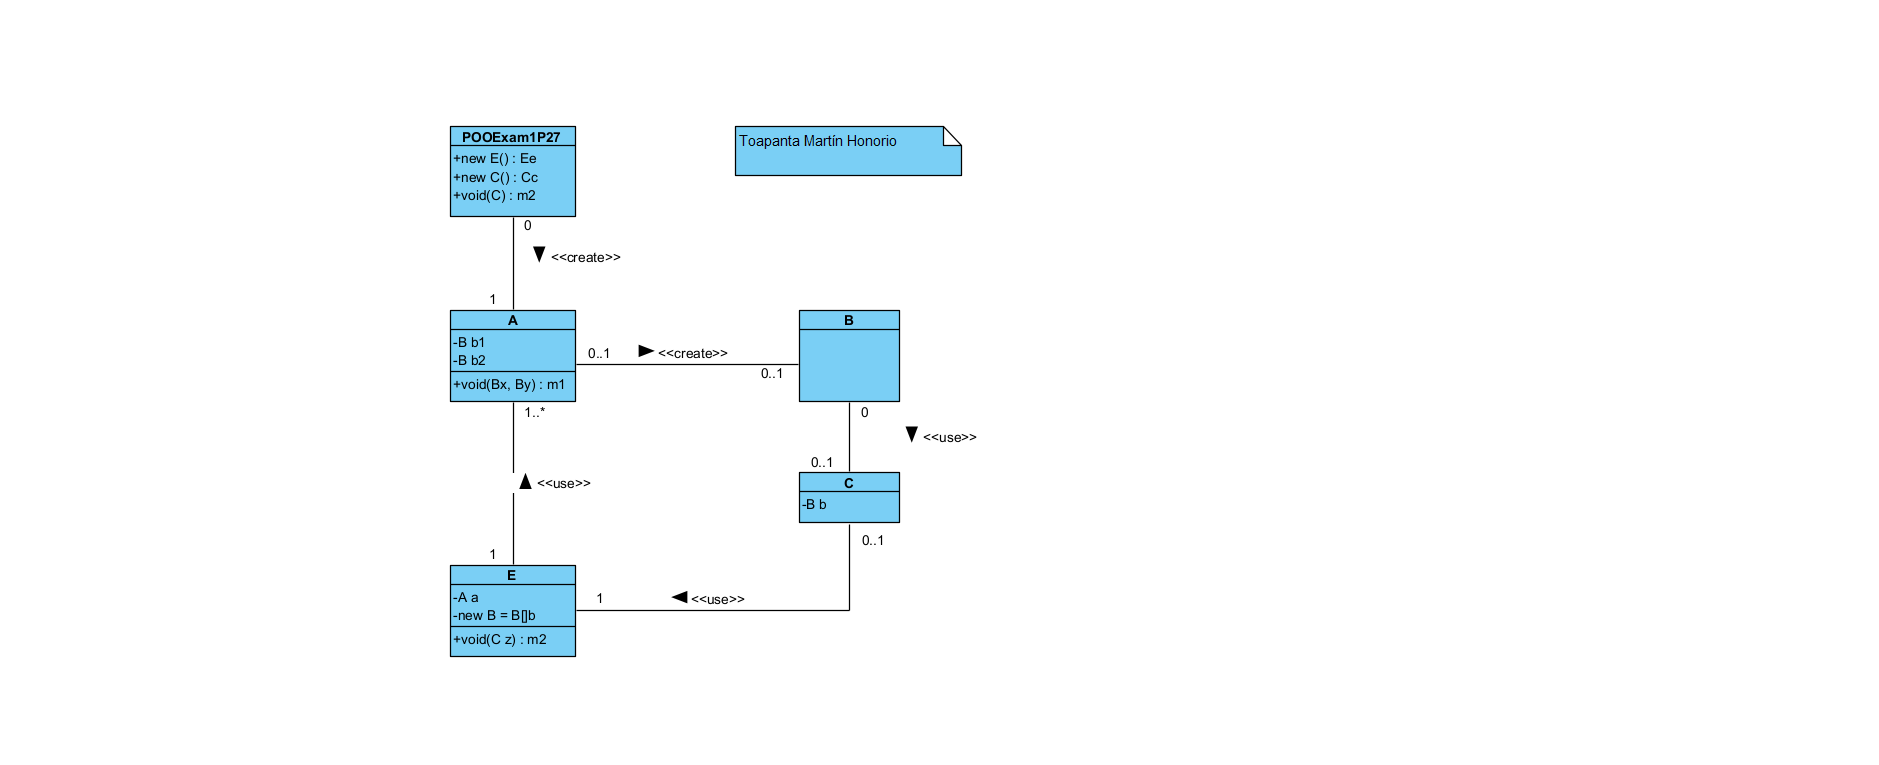 POOExam1P27
+new E() : Ee
+new C() : Cc
+void(C) : m2
Toapanta Martín Honorio
0
<<create>>
1
A
-B b1
-B b2
+void(Bx, By) : m1
0..1
<<create>>
0..1
B
1..*
0
<<use>>
0..1
C
-B b
<<use>>
0..1
1
E
-A a
-new B = B[]b
+void(C z) : m2
1
<<use>>